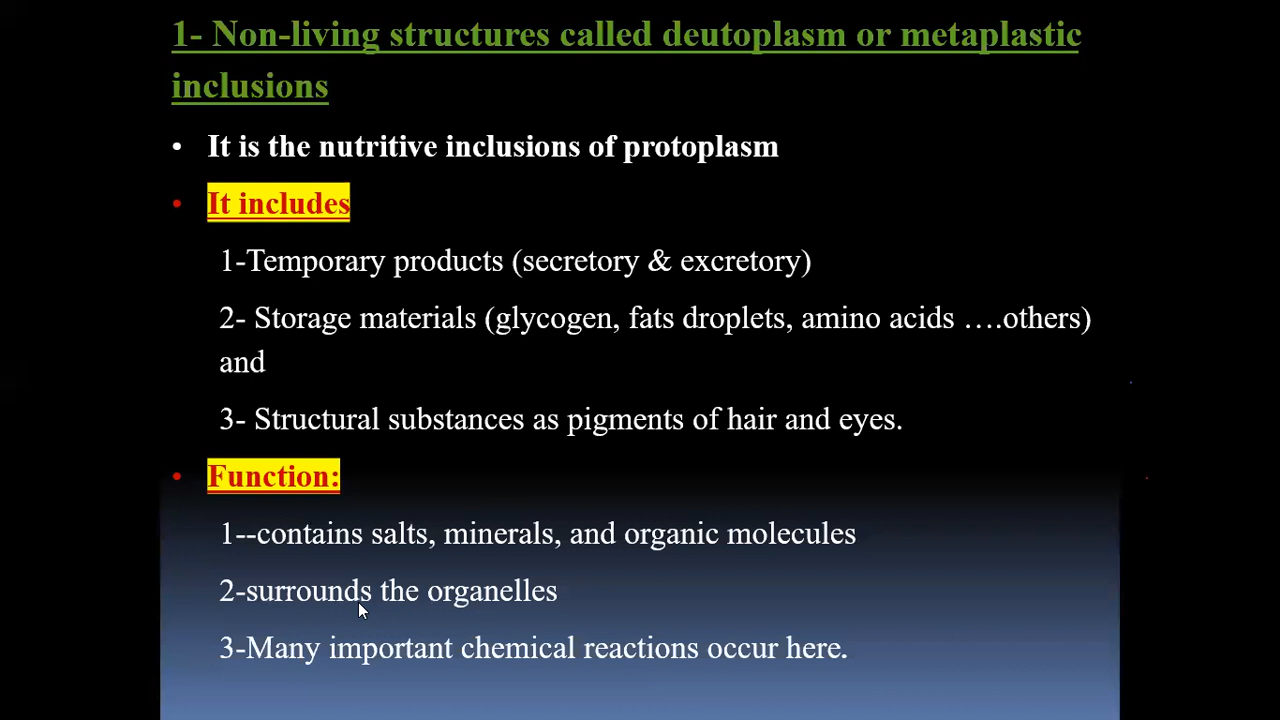 1- Non-living structures called deutoplasm or metaplastic
inclusions
• It is the nutritive inclusions of protoplasm
• It includes
1-Temporary products (secretory & excretory)
2- Storage materials (glycogen, fats droplets, amino acids ….others)
and
3- Structural substances as pigments of hair and eyes.
• Function:
1--contains salts, minerals, and organic molecules
2-surrounds the organelles
3-Many important chemical reactions occur here.